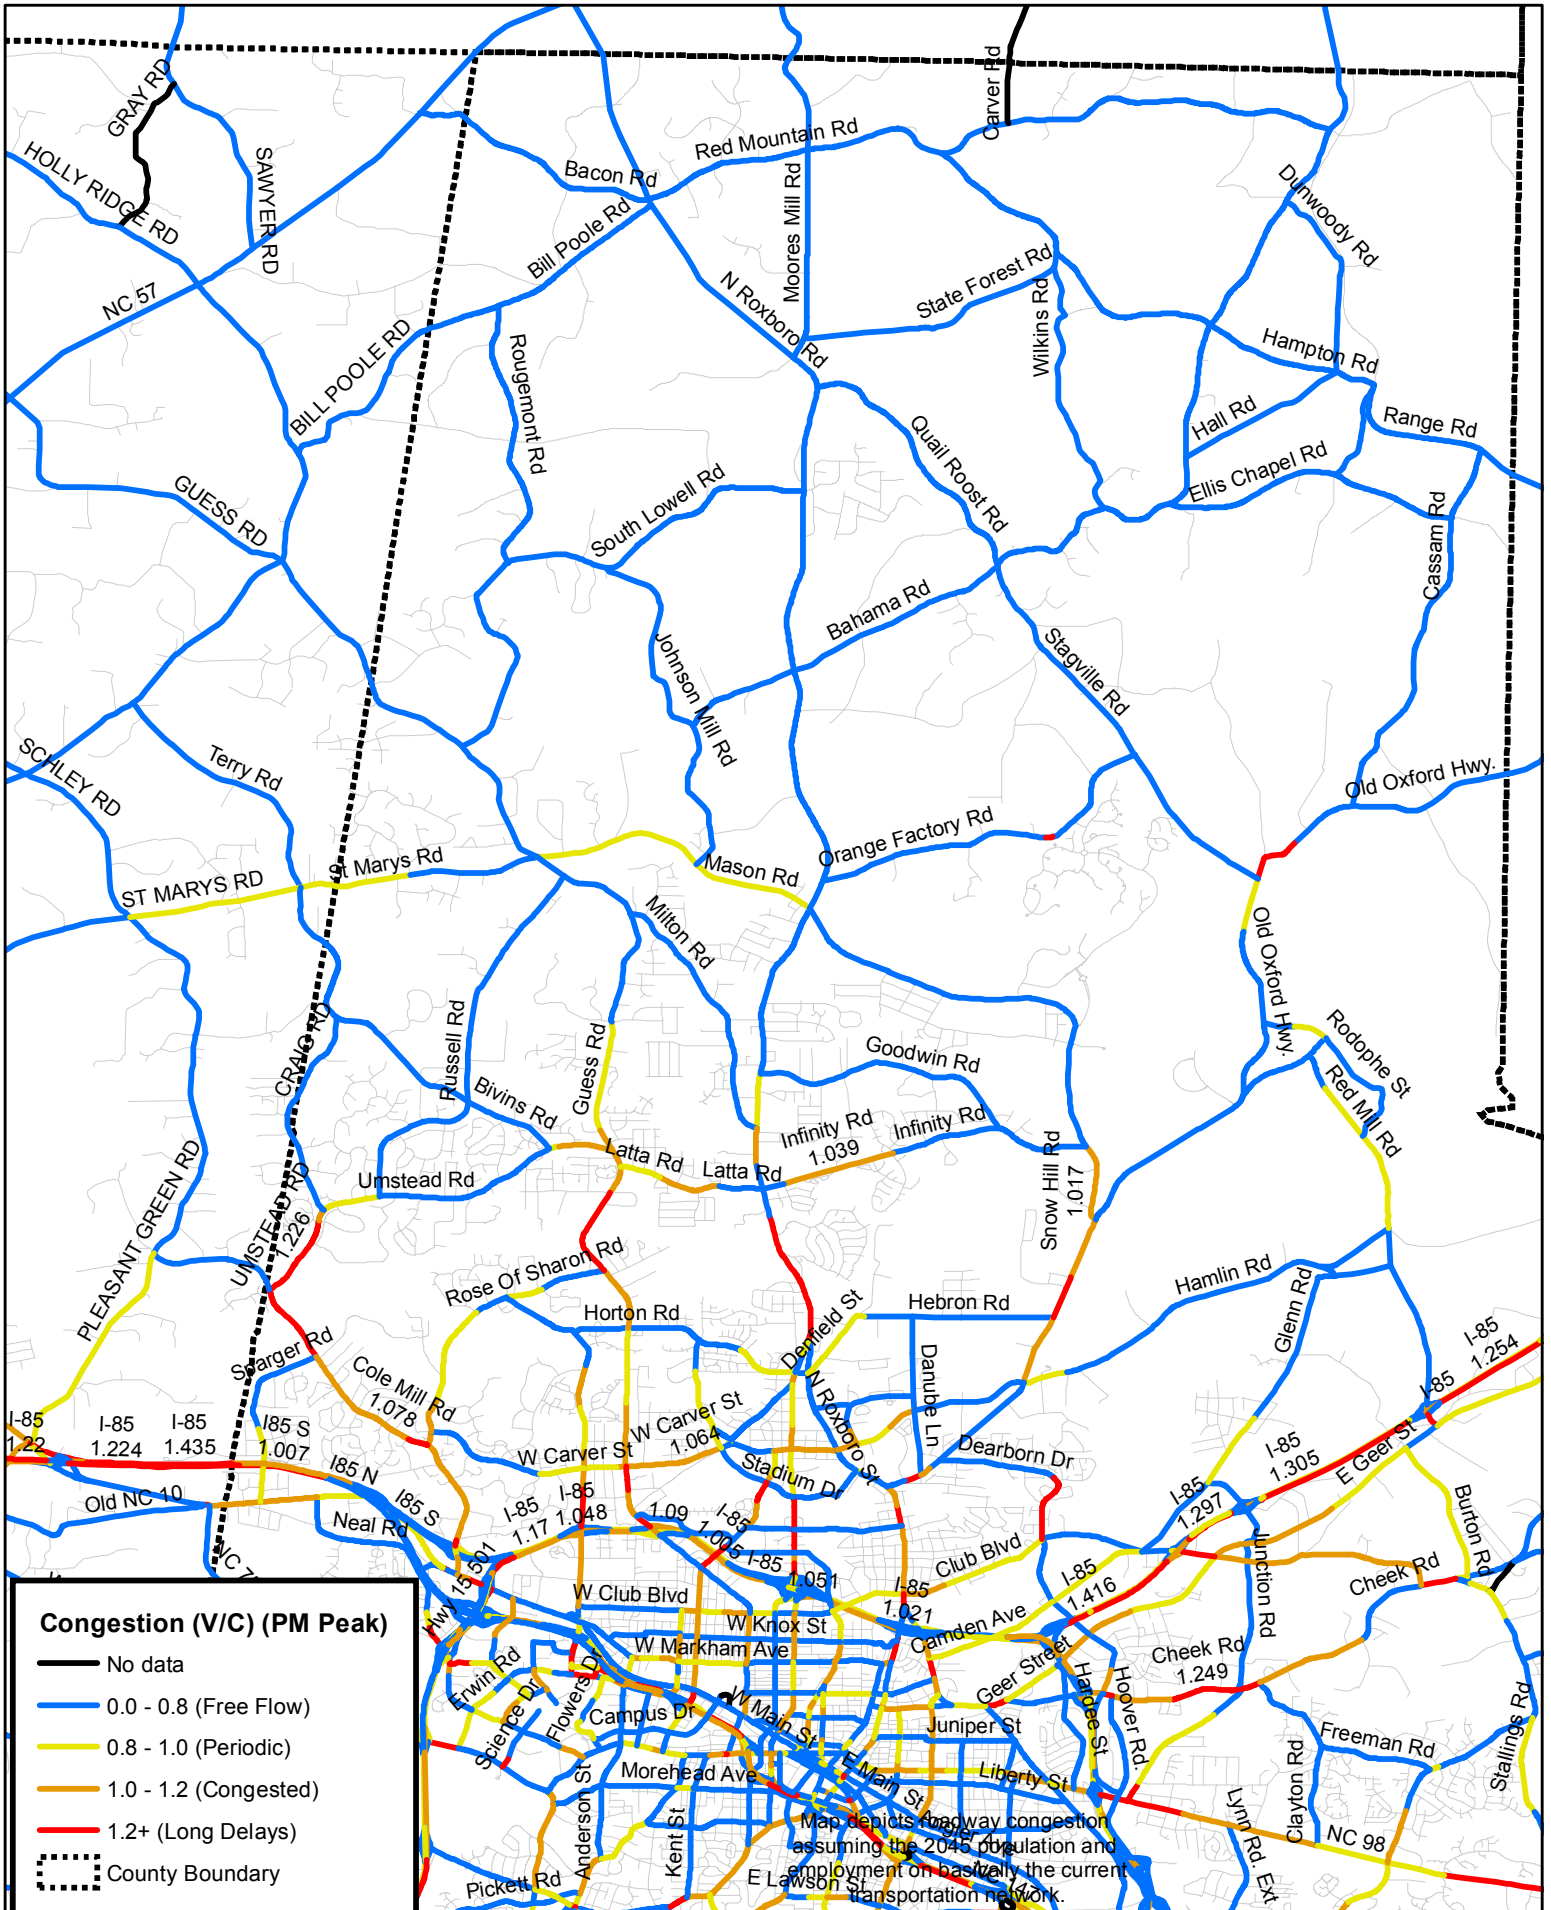 GRAY RD
Carver Rd
HOLLY RIDGE RD
SAWYER RD
Bacon Rd
Red Mountain Rd
Moores Mill Rd
Dunwoody Rd
Bill Poole Rd
NC 57
N Roxboro Rd
State Forest Rd
Wilkins Rd
BILL POOLE RD
Rougemont Rd
Hampton Rd
Hall Rd
Range Rd
Quail Roost Rd
Ellis Chapel Rd
GUESS RD
South Lowell Rd
Cassam Rd
Bahama Rd
Johnson Mill Rd
Stagville Rd
SCHLEY RD
Terry Rd
Old Oxford Hwy.
Orange Factory Rd
St Marys Rd
ST MARYS RD
Mason Rd
Milton Rd
Old Oxford Hwy.
CRAIG RD
Russell Rd
Guess Rd
Goodwin Rd
Rodophe St
Red Mill Rd
Bivins Rd
Infinity Rd
1.039
Infinity Rd
Latta Rd
Latta Rd
Umstead Rd
Snow Hill Rd
1.017
PLEASANT GREEN RD
UMSTEAD RD
1.226
Rose Of Sharon Rd
Horton Rd
Denfield St
Hebron Rd
Hamlin Rd
Glenn Rd
Sparger Rd
Cole Mill Rd
1.078
Danube Ln
N Roxboro St
I-85
1.254
I-85
I-85
1.22
I-85
1.224
I-85
1.435
I85 S
1.007
I85 N
W Carver St
W Carver St
1.064
Stadium Dr
Dearborn Dr
I-85
1.305
E Geer St
Old NC 10
I85 S
Neal Rd
I-85
1.17
I-85
1.048
1.09
I-85
1.005
I-85
1.051
Club Blvd
I-85
1.297
Junction Rd
Burton Rd
Cheek Rd
I-85
1.416
Hwy 15-501
W Club Blvd
W Knox St
I-85
1.021
Camden Ave
W Markham Ave
Geer Street
Cheek Rd
1.249
Hardee St
Hoover Rd.
Erwin Rd
Science Dr
Flowers Dr
Campus Dr
W Main St
Juniper St
Freeman Rd
Stallings Rd
Clayton Rd
Morehead Ave
E Main St
Liberty St
Anderson St
Kent St
Angier Ave
Lynn Rd. Ext
NC 98
Pickett Rd
E Lawson St
NC 147
Map depicts roadway congestion
assuming the 2045 population and
employment on basically the current
transportation network.
Congestion (V/C) (PM Peak)
No data
0.0 - 0.8 (Free Flow)
0.8 - 1.0 (Periodic)
1.0 - 1.2 (Congested)
1.2+ (Long Delays)
County Boundary